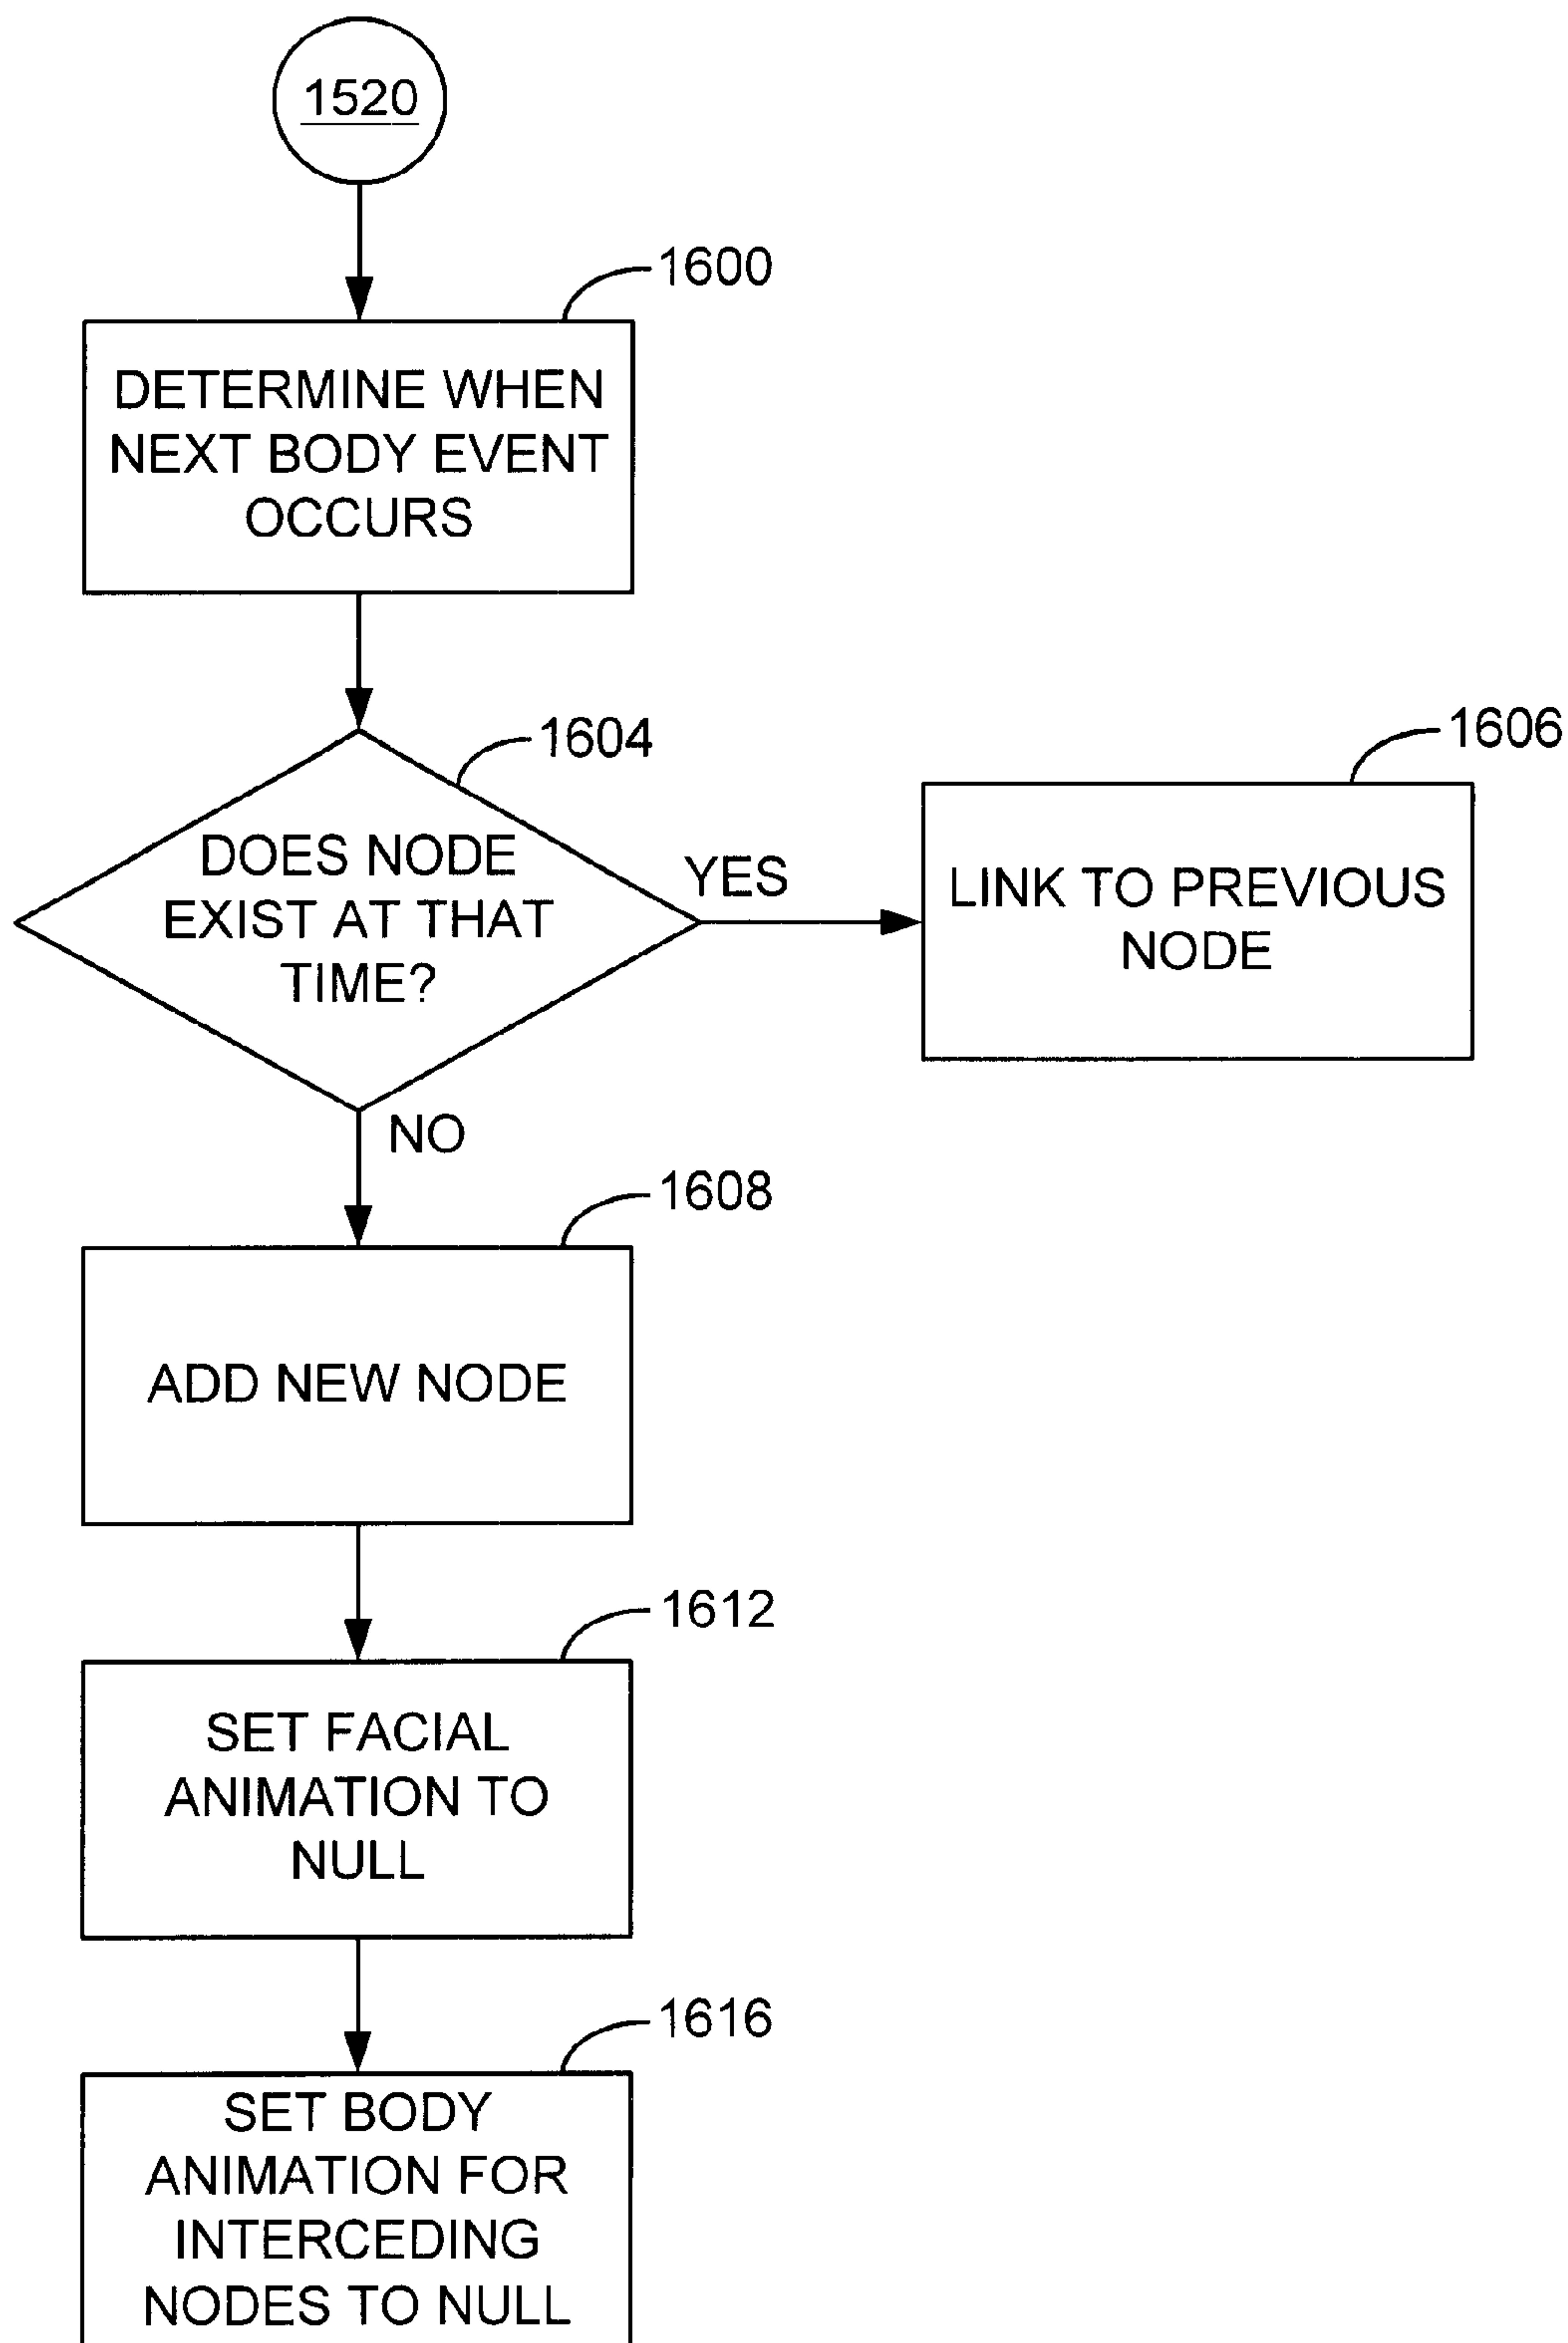 1520
1600
DETERMINE WHEN
NEXT BODY EVENT
OCCURS
1604
DOES NODE
EXIST AT THAT
TIME?
YES
1606
LINK TO PREVIOUS
NODE
NO
1608
ADD NEW NODE
1612
SET FACIAL
ANIMATION TO
NULL
1616
SET BODY
ANIMATION FOR
INTERCEDING
NODES TO NULL